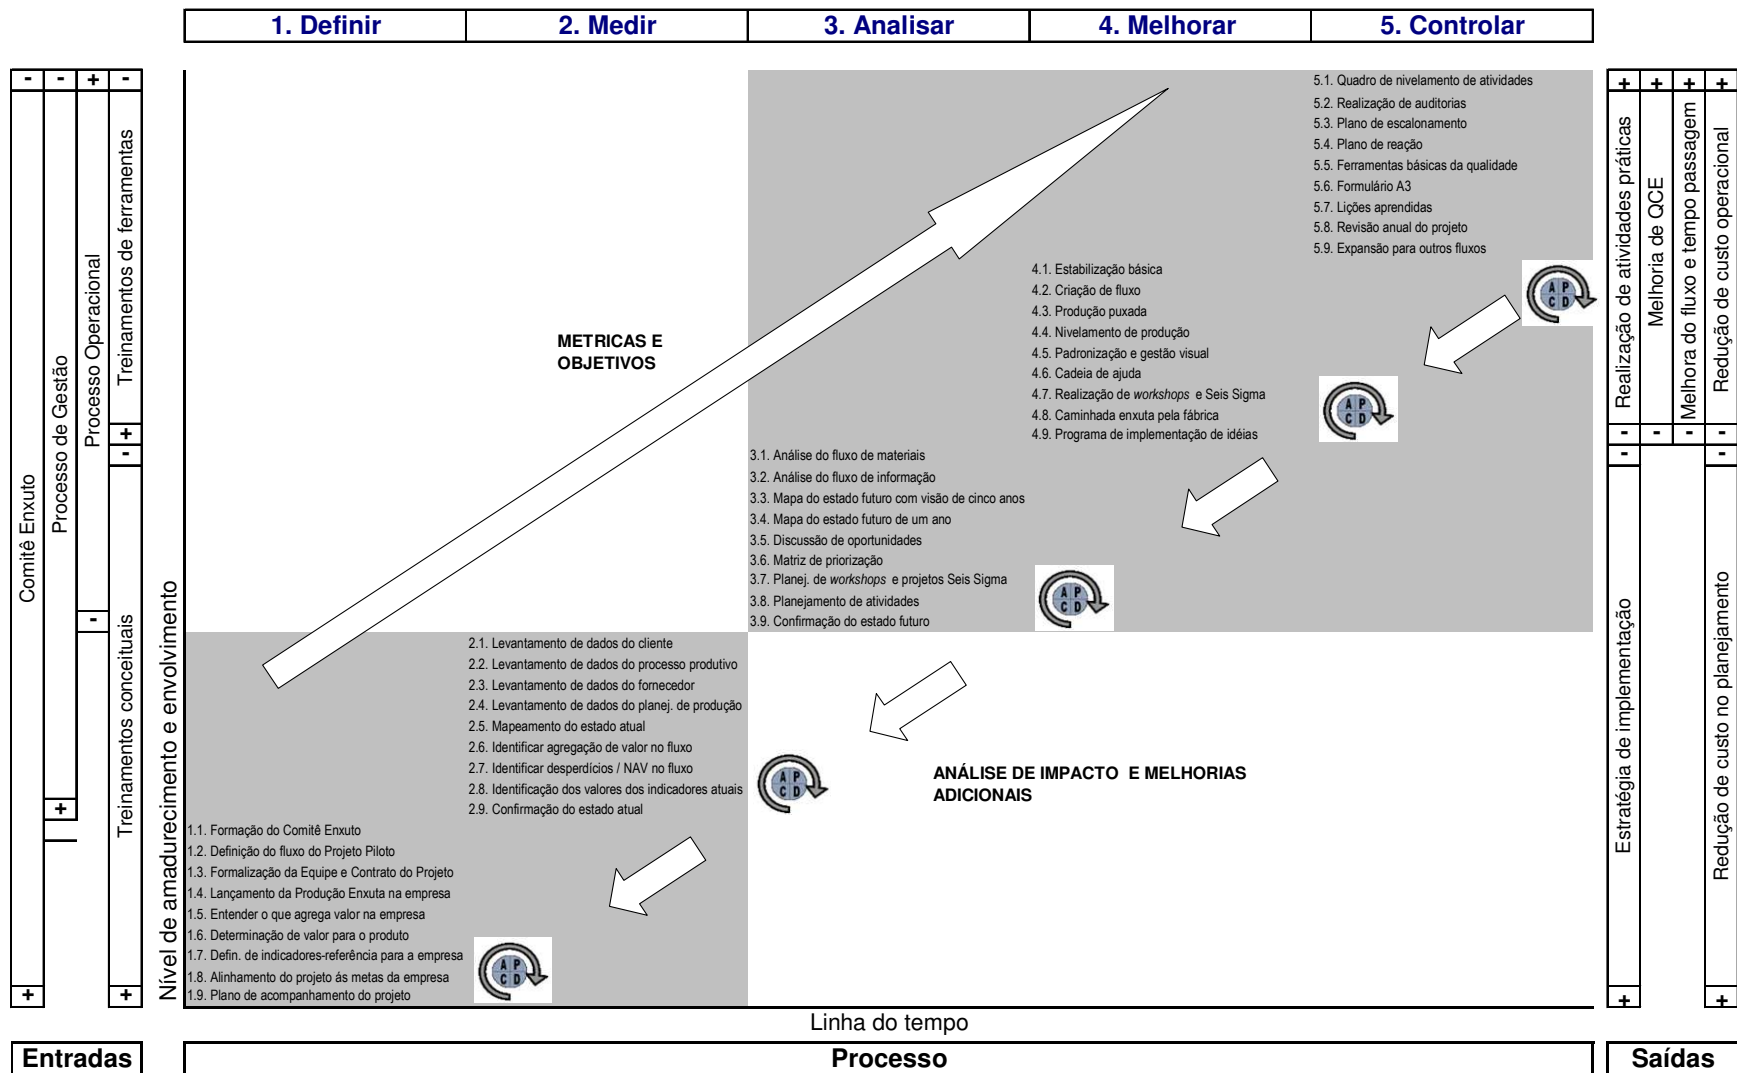 1. Definir
2. Medir
3. Analisar
4. Melhorar
5. Controlar
- - + -
Comitê Enxuto
+
Processo de Gestão
+
Processo Operacional
-
Treinamentos de ferramentas
+
-
Treinamentos conceituais
+
Nível de amadurecimento e envolvimento
METRICAS E
OBJETIVOS
5.1. Quadro de nivelamento de atividades
5.2. Realização de auditorias
5.3. Plano de escalonamento
5.4. Plano de reação
5.5. Ferramentas básicas da qualidade
5.6. Formulário A3
5.7. Lições aprendidas
5.8. Revisão anual do projeto
5.9. Expansão para outros fluxos
A P
C D
4.1. Estabilização básica
4.2. Criação de fluxo
4.3. Produção puxada
4.4. Nivelamento de produção
4.5. Padronização e gestão visual
4.6. Cadeia de ajuda
4.7. Realização de workshops e Seis Sigma
4.8. Caminhada enxuta pela fábrica
4.9. Programa de implementação de idéias
A P
C D
3.1. Análise do fluxo de materiais
3.2. Análise do fluxo de informação
3.3. Mapa do estado futuro com visão de cinco anos
3.4. Mapa do estado futuro de um ano
3.5. Discussão de oportunidades
3.6. Matriz de priorização
3.7. Planej. de workshops e projetos Seis Sigma
3.8. Planejamento de atividades
3.9. Confirmação do estado futuro
A P
C D
2.1. Levantamento de dados do cliente
2.2. Levantamento de dados do processo produtivo
2.3. Levantamento de dados do fornecedor
2.4. Levantamento de dados do planej. de produção
2.5. Mapeamento do estado atual
2.6. Identificar agregação de valor no fluxo
2.7. Identificar desperdícios / NAV no fluxo
2.8. Identificação dos valores dos indicadores atuais
2.9. Confirmação do estado atual
A P
C D
ANÁLISE DE IMPACTO E MELHORIAS
ADICIONAIS
1.1. Formação do Comitê Enxuto
1.2. Definição do fluxo do Projeto Piloto
1.3. Formalização da Equipe e Contrato do Projeto
1.4. Lançamento da Produção Enxuta na empresa
1.5. Entender o que agrega valor na empresa
1.6. Determinação de valor para o produto
1.7. Defin. de indicadores-referência para a empresa
1.8. Alinhamento do projeto ás metas da empresa
1.9. Plano de acompanhamento do projeto
A P
C D
+ + + +
Realização de atividades práticas
Melhoria de QCE
Melhora do fluxo e tempo passagem
Redução de custo operacional
- - - -
- -
Estratégia de implementação
Redução de custo no planejamento
+ +
Linha do tempo
Entradas
Processo
Saídas